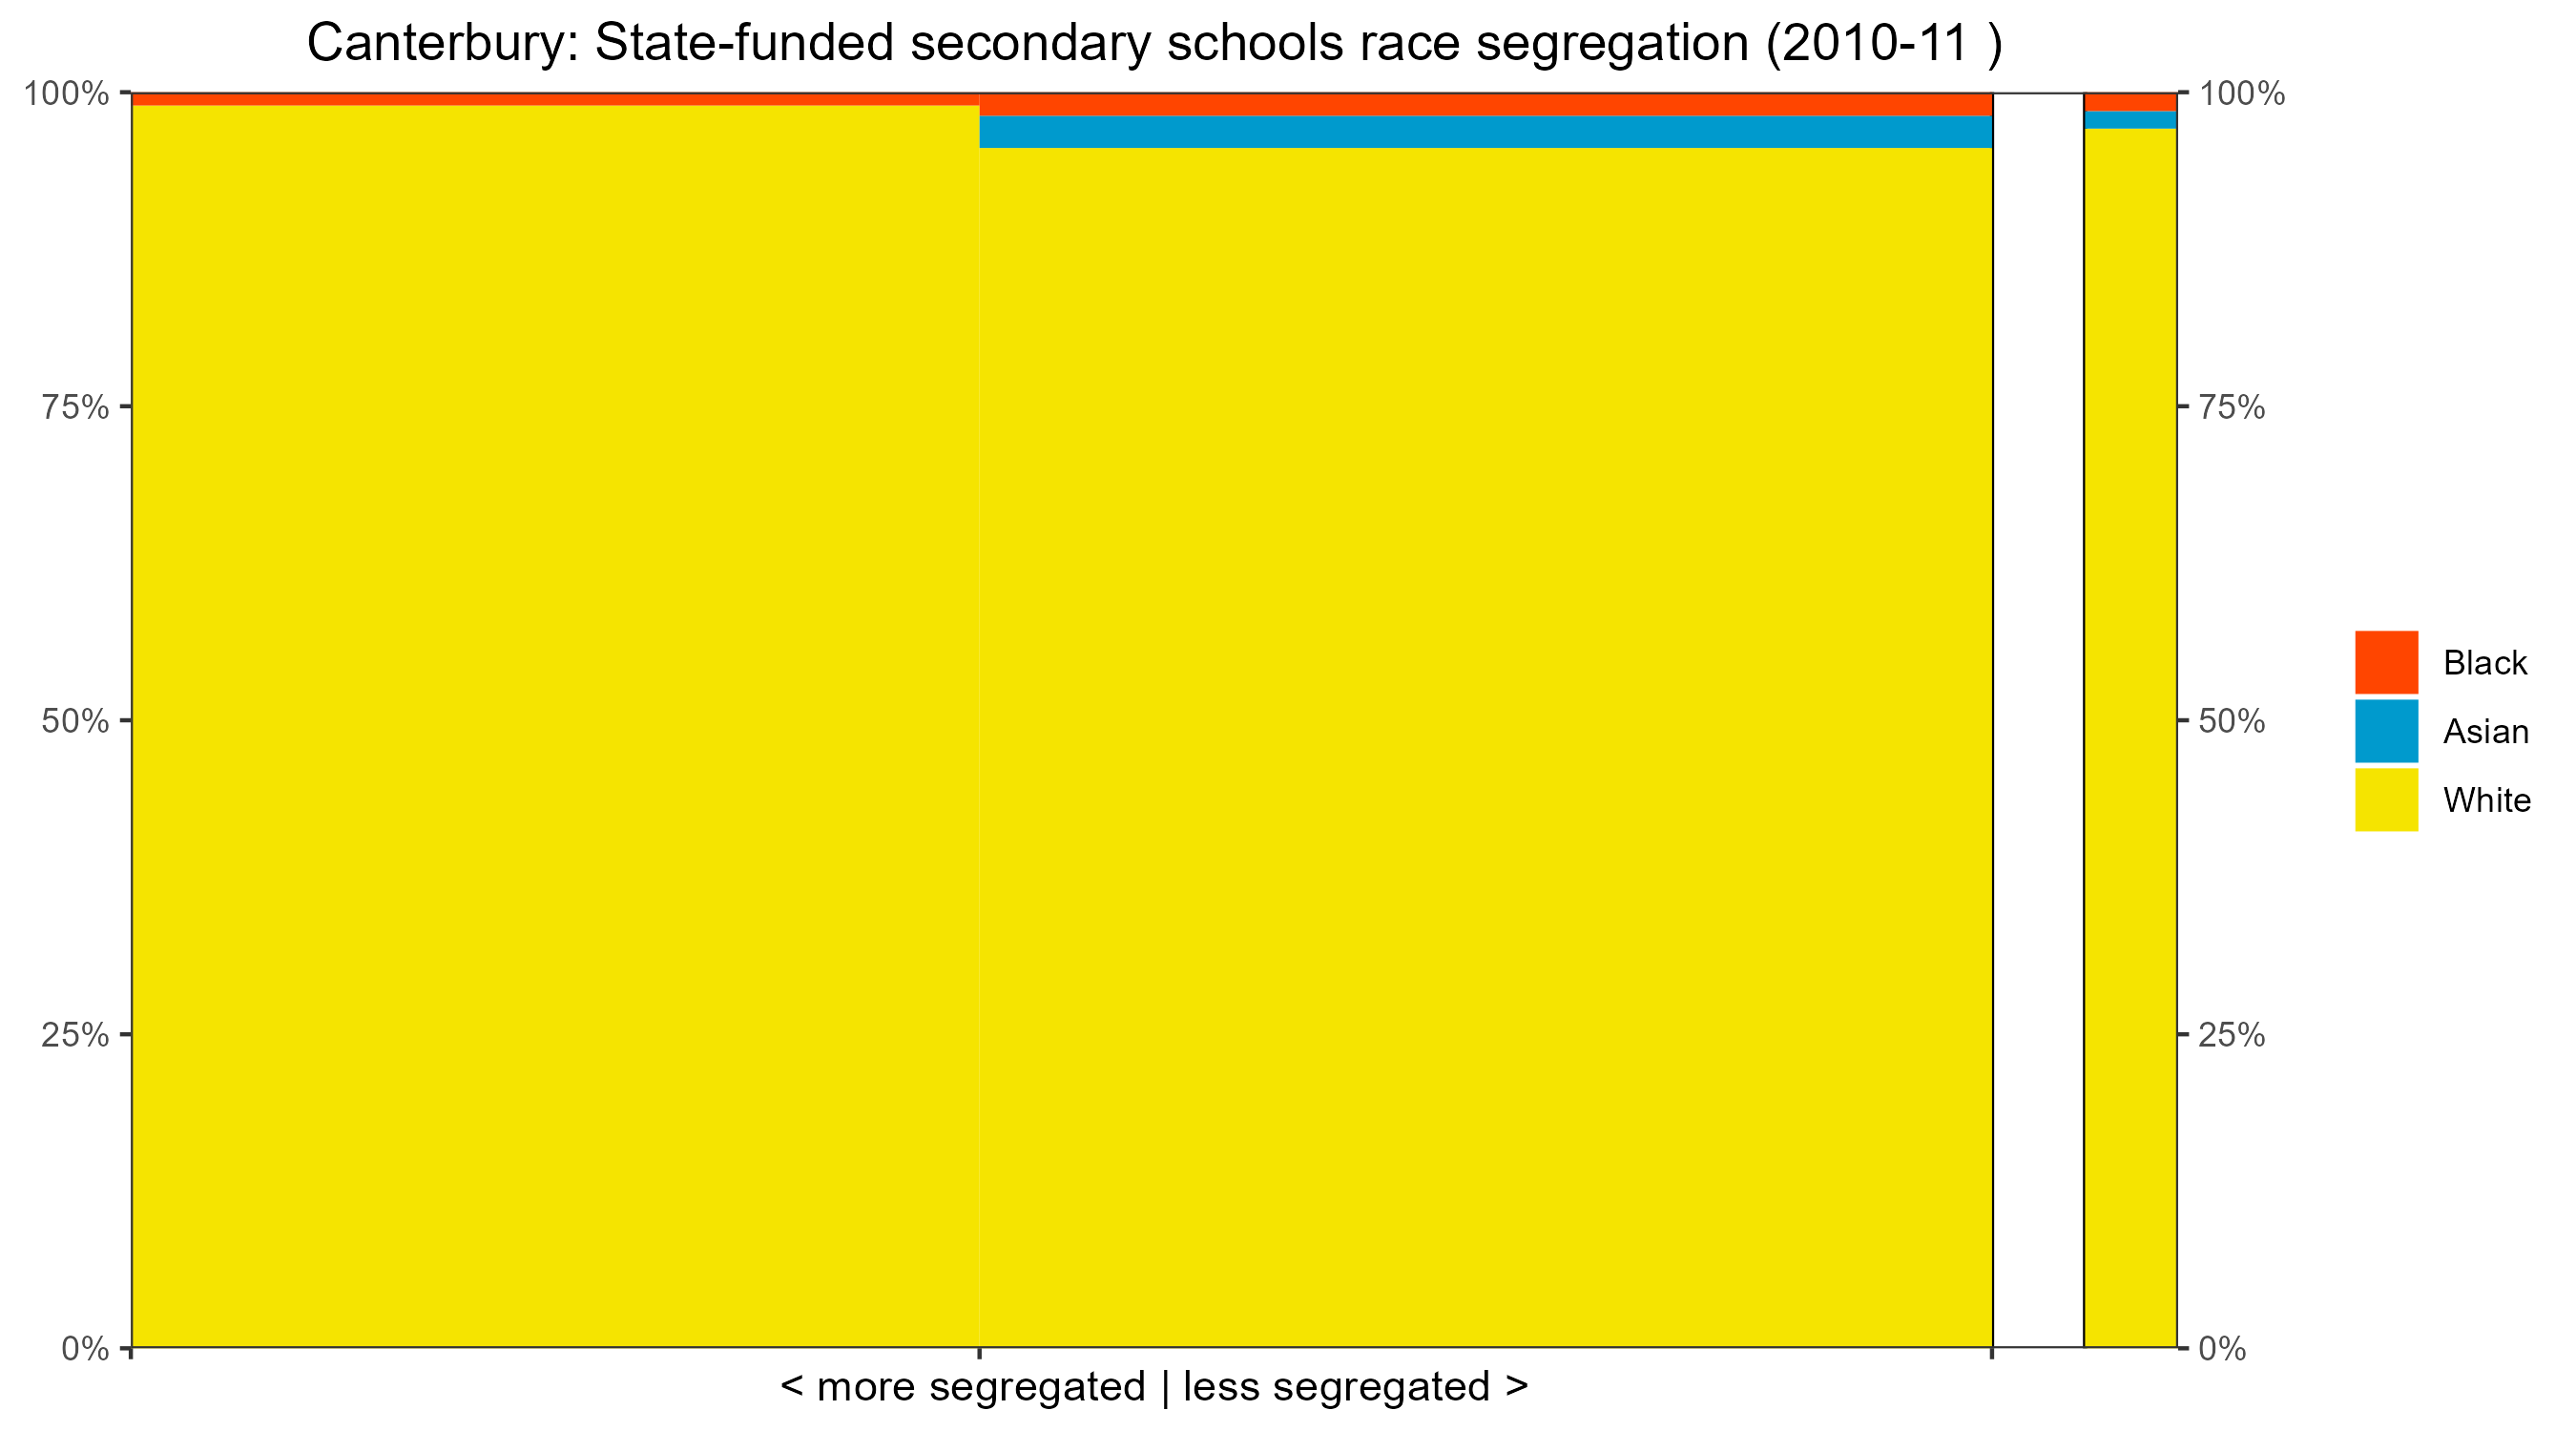 Canterbury: State-funded secondary schools race segregation (2010-11 )
100%
75%
50%
25%
0%
100%
75%
50%
25%
0%
Black
Asian
White
< more segregated | less segregated >